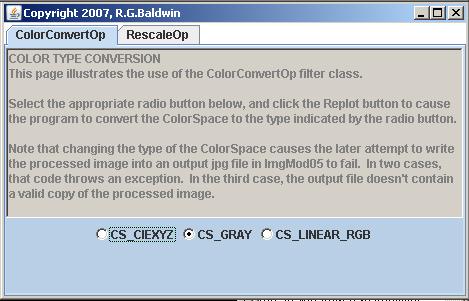 Copyright 2007, R.G.Baldwin
ColorConvertOp RescaleOp
COLOR TYPE CONVERSION
This page illustrates the use of the ColorConvertOp filter class.
Select the appropriate radio button below, and click the Replot button to cause
the program to convert the ColorSpace to the type indicated by the radio button.
Note that changing the type of the ColorSpace causes the later attempt to write
the processed image into an output jpg file in ImgMod05 to fail.  In two cases,
that code throws an exception.  In the third case, the output file doesn't contain
a valid copy of the processed image.
CS_CIEXYZ CS_GRAY CS_LINEAR_RGB